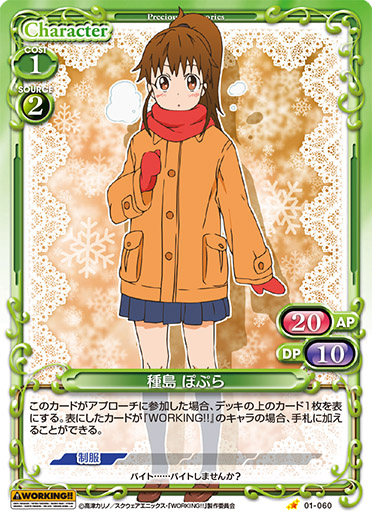 Precious Memories
Character
COST
1
SOURCE
2
20 AP
DP 10
種島 ぽぷら
このカードがアプローチに参加した場合、デッキの上のカード1枚を表
にする。表にしたカードが「WORKING!!」のキャラの場合、手札に加え
ることができる。
制服
バイト……バイトしませんか?
WORKING!!
©高津カリノ/スクウェアエニックス・「WORKING!!」製作委員会
01-060